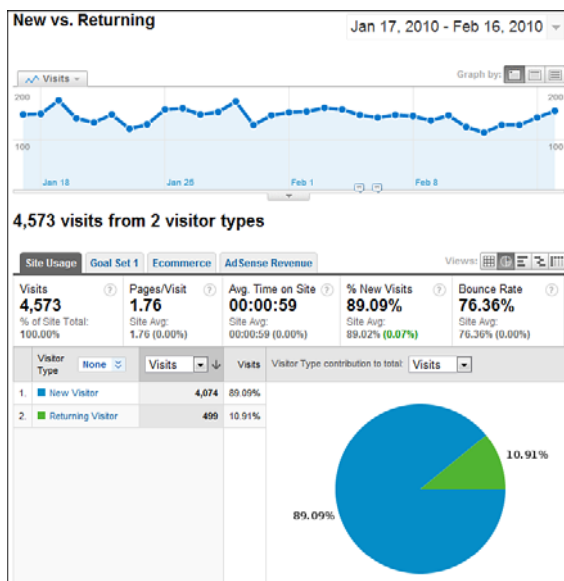 New vs. Returning
Jan 17, 2010 - Feb 16, 2010
Visits
Graph by:
200
200
100
100
Jan 18
Jan 25
Feb 1
Feb 8
4,573 visits from 2 visitor types
Site Usage
Goal Set 1
Ecommerce
AdSense Revenue
Views:
Visits
4,573
% of Site Total:
100.00%
Pages/Visit
1.76
Site Avg:
1.76 (0.00%)
Avg. Time on Site
00:00:59
Site Avg:
00:00:59 (0.00%)
% New Visits
89.09%
Site Avg:
89.02 (0.07%)
Bounce Rate
76.36%
Site Avg:
76.36% (0.00%)
Visitor
Type
None
Visits
Visits
Visitor Type contribution to total:
Visits
1. New Visitor 4,074 89.09%
2. Returning Visitor 499 10.91%
10.91%
89.09%